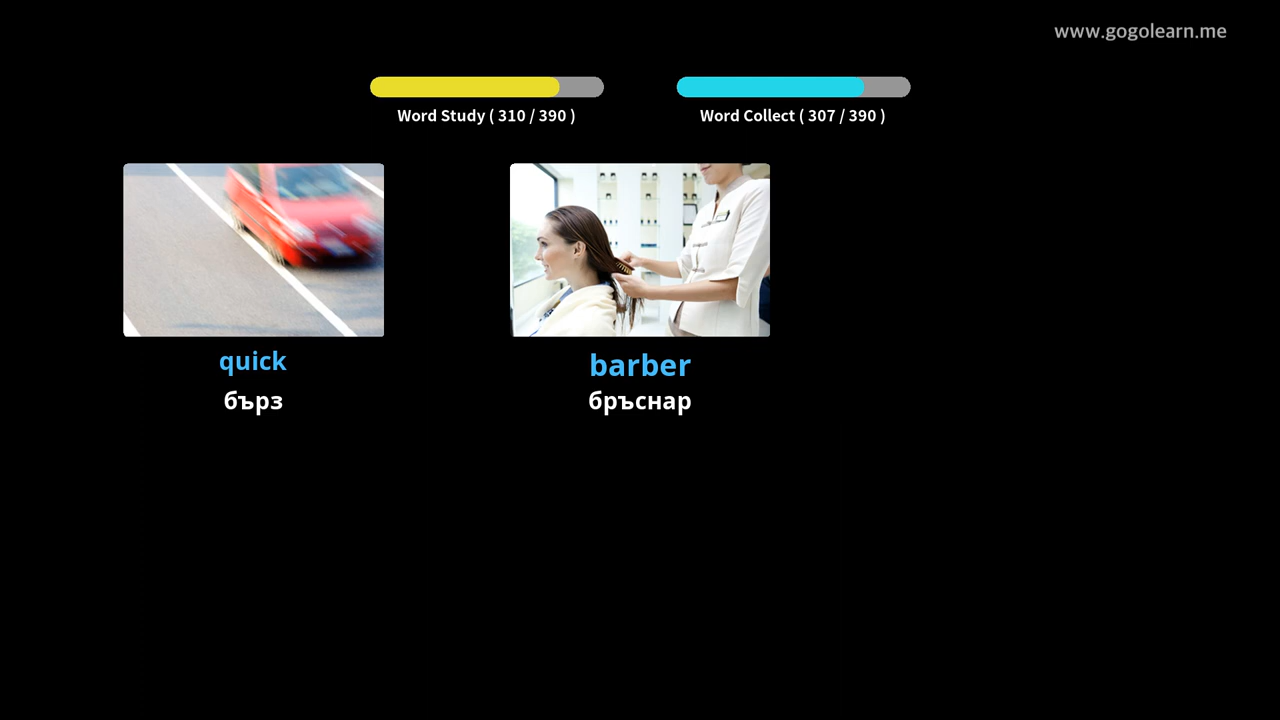 www.gogolearn.me
Word Study ( 310 / 390 )
Word Collect ( 307 / 390 )
quick
бърз
barber
бръснар